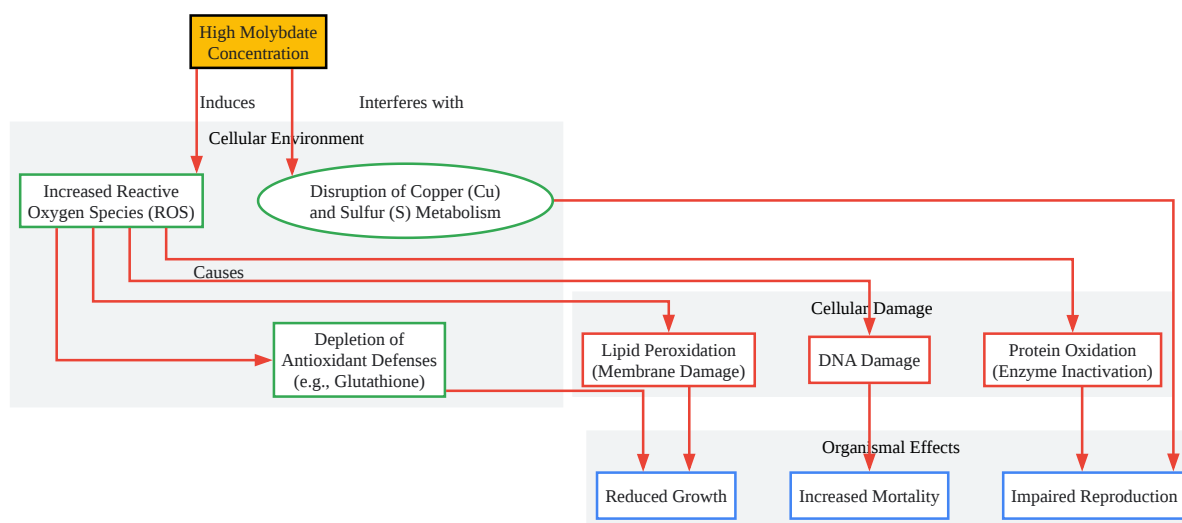 High Molybdate
Concentration
Induces
Interferes with
Cellular Environment
Increased Reactive
Oxygen Species (ROS)
Disruption of Copper (Cu)
and Sulfur (S) Metabolism
Causes
Cellular Damage
Depletion of
Antioxidant Defenses
(e.g., Glutathione)
Lipid Peroxidation
(Membrane Damage)
DNA Damage
Protein Oxidation
(Enzyme Inactivation)
Organismal Effects
Reduced Growth
Increased Mortality
Impaired Reproduction